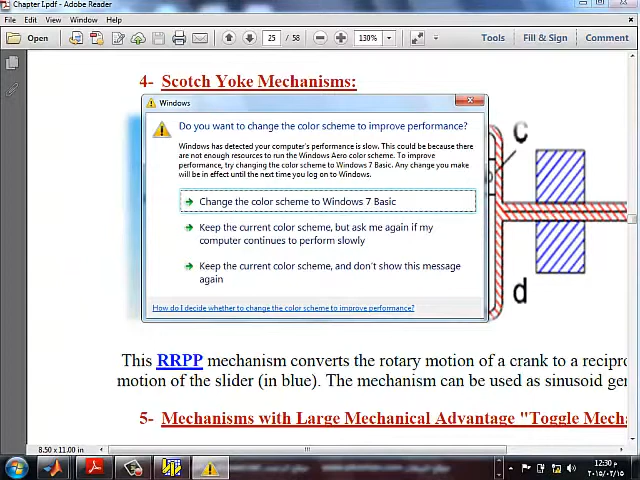 Chapter I.pdf - Adobe Reader
File Edit View Window Help
Open 25 / 58 130% Tools Fill & Sign Comment
4- Scotch Yoke Mechanisms:
Windows
Do you want to change the color scheme to improve performance?
Windows has detected your computer's performance is slow. This could be because
there are not enough resources to run the Windows Aero color scheme. To improve
performance, try changing the color scheme to Windows 7 Basic. Any change you make
will be in effect until the next time you log on to Windows.
Change the color scheme to Windows 7 Basic
Keep the current color scheme, but ask me again if my
computer continues to perform slowly
Keep the current color scheme, and don't show this message
again
How do I decide whether to change the color scheme to improve performance?
C
d
This RRPP mechanism converts the rotary motion of a crank to a recipro
motion of the slider (in blue). The mechanism can be used as sinusoid gen
5- Mechanisms with Large Mechanical Advantage "Toggle Mech
8.50 x 11.00 in
12:30 م
٢٠١٥/٠٢/١٥